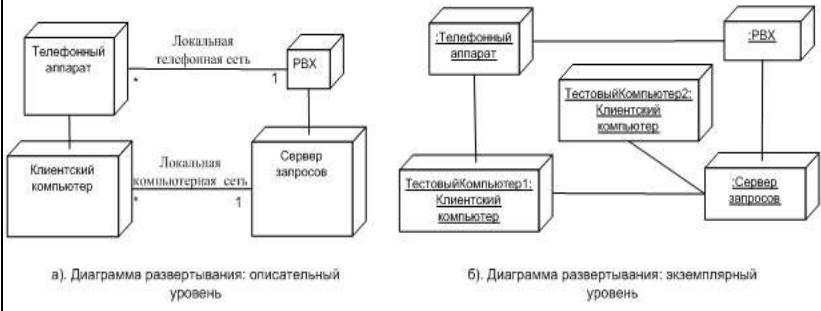 Телефонный
аппарат
Локальная
телефонная сеть
*
1
PBX
Клиентский
компьютер
Локальная
компьютерная сеть
*
1
Сервер
запросов
а). Диаграмма развертывания: описательный
уровень
:Телефонный
аппарат
:PBX
ТестовыйКомпьютер2:
Клиентский
компьютер
ТестовыйКомпьютер1:
Клиентский
компьютер
:Сервер
запросов
б). Диаграмма развертывания: экземплярный
уровень